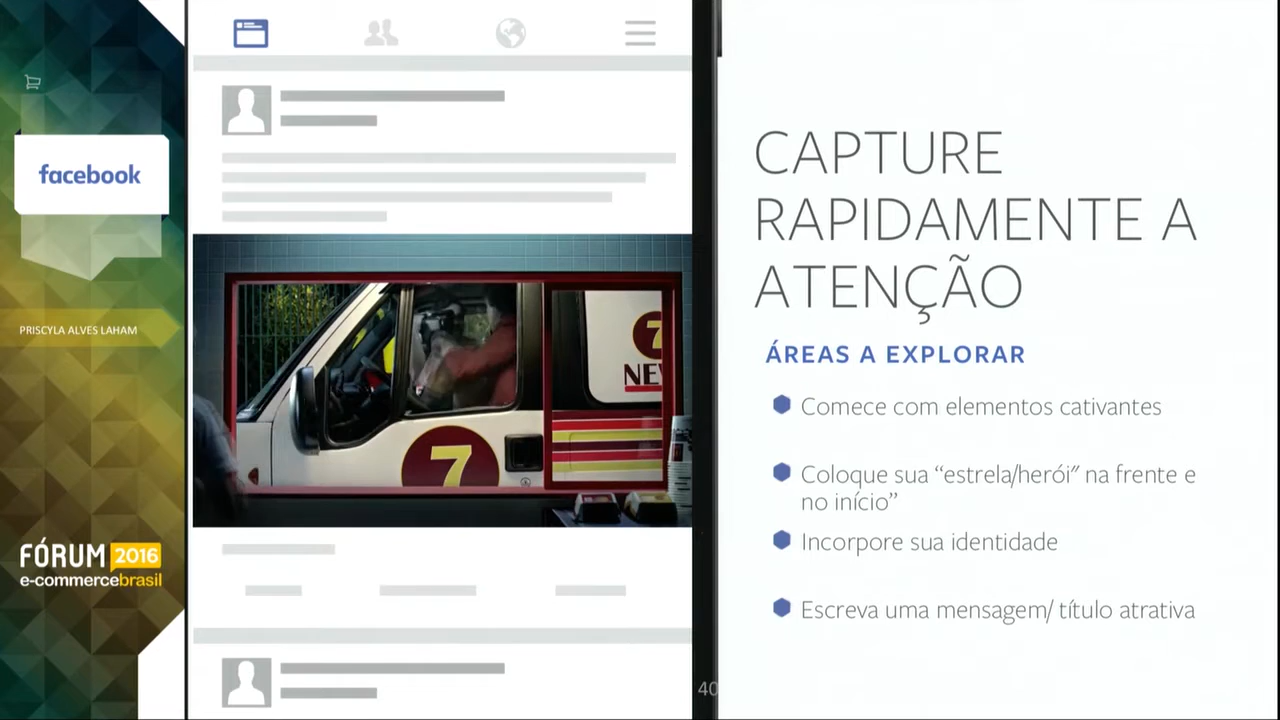 facebook
PRISCYLA ALVES LAHAM
FÓRUM 2016
e-commercebrasil
7
7
NEW
40
CAPTURE
RAPIDAMENTE A
ATENÇÃO
ÁREAS A EXPLORAR
Comece com elementos cativantes
Coloque sua “estrela/herói” na frente e
no início”
Incorpore sua identidade
Escreva uma mensagem/ título atrativa